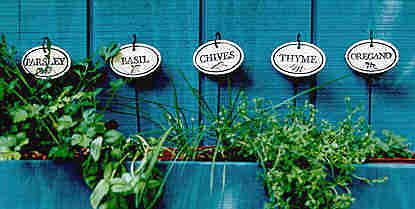 PARSLEY
BASIL
CHIVES
THYME
OREGANO